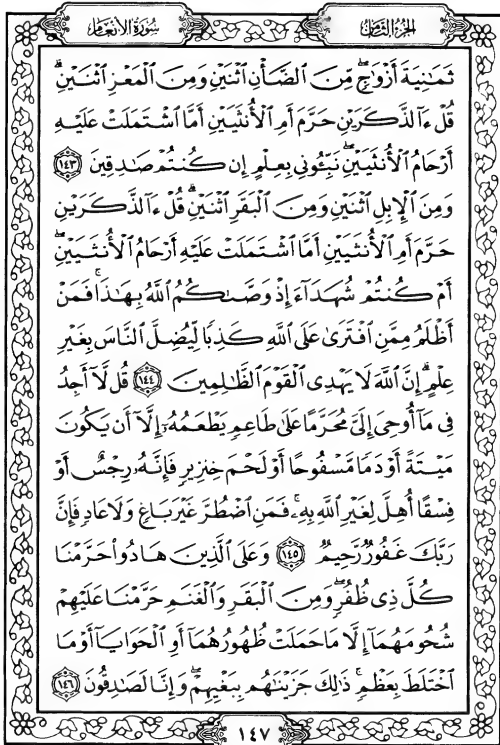 الجزء الثامن
سورة الأنعام
ثَمَٰنِيَةَ أَزْوَٰجٍۖ مِّنَ ٱلضَّأْنِ ٱثْنَيْنِ وَمِنَ ٱلْمَعْزِ ٱثْنَيْنِۗ
قُلْ ءَآلذَّكَرَيْنِ حَرَّمَ أَمِ ٱلْأُنثَيَيْنِ أَمَّا ٱشْتَمَلَتْ عَلَيْهِ
أَرْحَامُ ٱلْأُنثَيَيْنِۖ نَبِّـُٔونِى بِعِلْمٍ إِن كُنتُمْ صَٰدِقِينَ ١٤٣
وَمِنَ ٱلْإِبِلِ ٱثْنَيْنِ وَمِنَ ٱلْبَقَرِ ٱثْنَيْنِۗ قُلْ ءَآلذَّكَرَيْنِ
حَرَّمَ أَمِ ٱلْأُنثَيَيْنِ أَمَّا ٱشْتَمَلَتْ عَلَيْهِ أَرْحَامُ ٱلْأُنثَيَيْنِۖ
أَمْ كُنتُمْ شُهَدَآءَ إِذْ وَصَّىٰكُمُ ٱللَّهُ بِهَٰذَاۚ فَمَنْ
أَظْلَمُ مِمَّنِ ٱفْتَرَىٰ عَلَى ٱللَّهِ كَذِبًا لِّيُضِلَّ ٱلنَّاسَ بِغَيْرِ
عِلْمٍۗ إِنَّ ٱللَّهَ لَا يَهْدِى ٱلْقَوْمَ ٱلظَّٰلِمِينَ ١٤٤ قُل لَّآ أَجِدُ
فِى مَآ أُوحِىَ إِلَىَّ مُحَرَّمًا عَلَىٰ طَاعِمٍ يَطْعَمُهُۥٓ إِلَّآ أَن يَكُونَ
مَيْتَةً أَوْ دَمًا مَّسْفُوحًا أَوْ لَحْمَ خِنزِيرٍ فَإِنَّهُۥ رِجْسٌ أَوْ
فِسْقًا أُهِلَّ لِغَيْرِ ٱللَّهِ بِهِۦۚ فَمَنِ ٱضْطُرَّ غَيْرَ بَاغٍ وَلَا عَادٍ فَإِنَّ
رَبَّكَ غَفُورٌ رَّحِيمٌ ١٤٥ وَعَلَى ٱلَّذِينَ هَادُوا۟ حَرَّمْنَا
كُلَّ ذِى ظُفُرٍۖ وَمِنَ ٱلْبَقَرِ وَٱلْغَنَمِ حَرَّمْنَا عَلَيْهِمْ
شُحُومَهُمَآ إِلَّا مَا حَمَلَتْ ظُهُورُهُمَآ أَوِ ٱلْحَوَايَآ أَوْ مَا
ٱخْتَلَطَ بِعَظْمٍۚ ذَٰلِكَ جَزَيْنَٰهُم بِبَغْيِهِمْۖ وَإِنَّا لَصَٰدِقُونَ ١٤٦
١٤٧